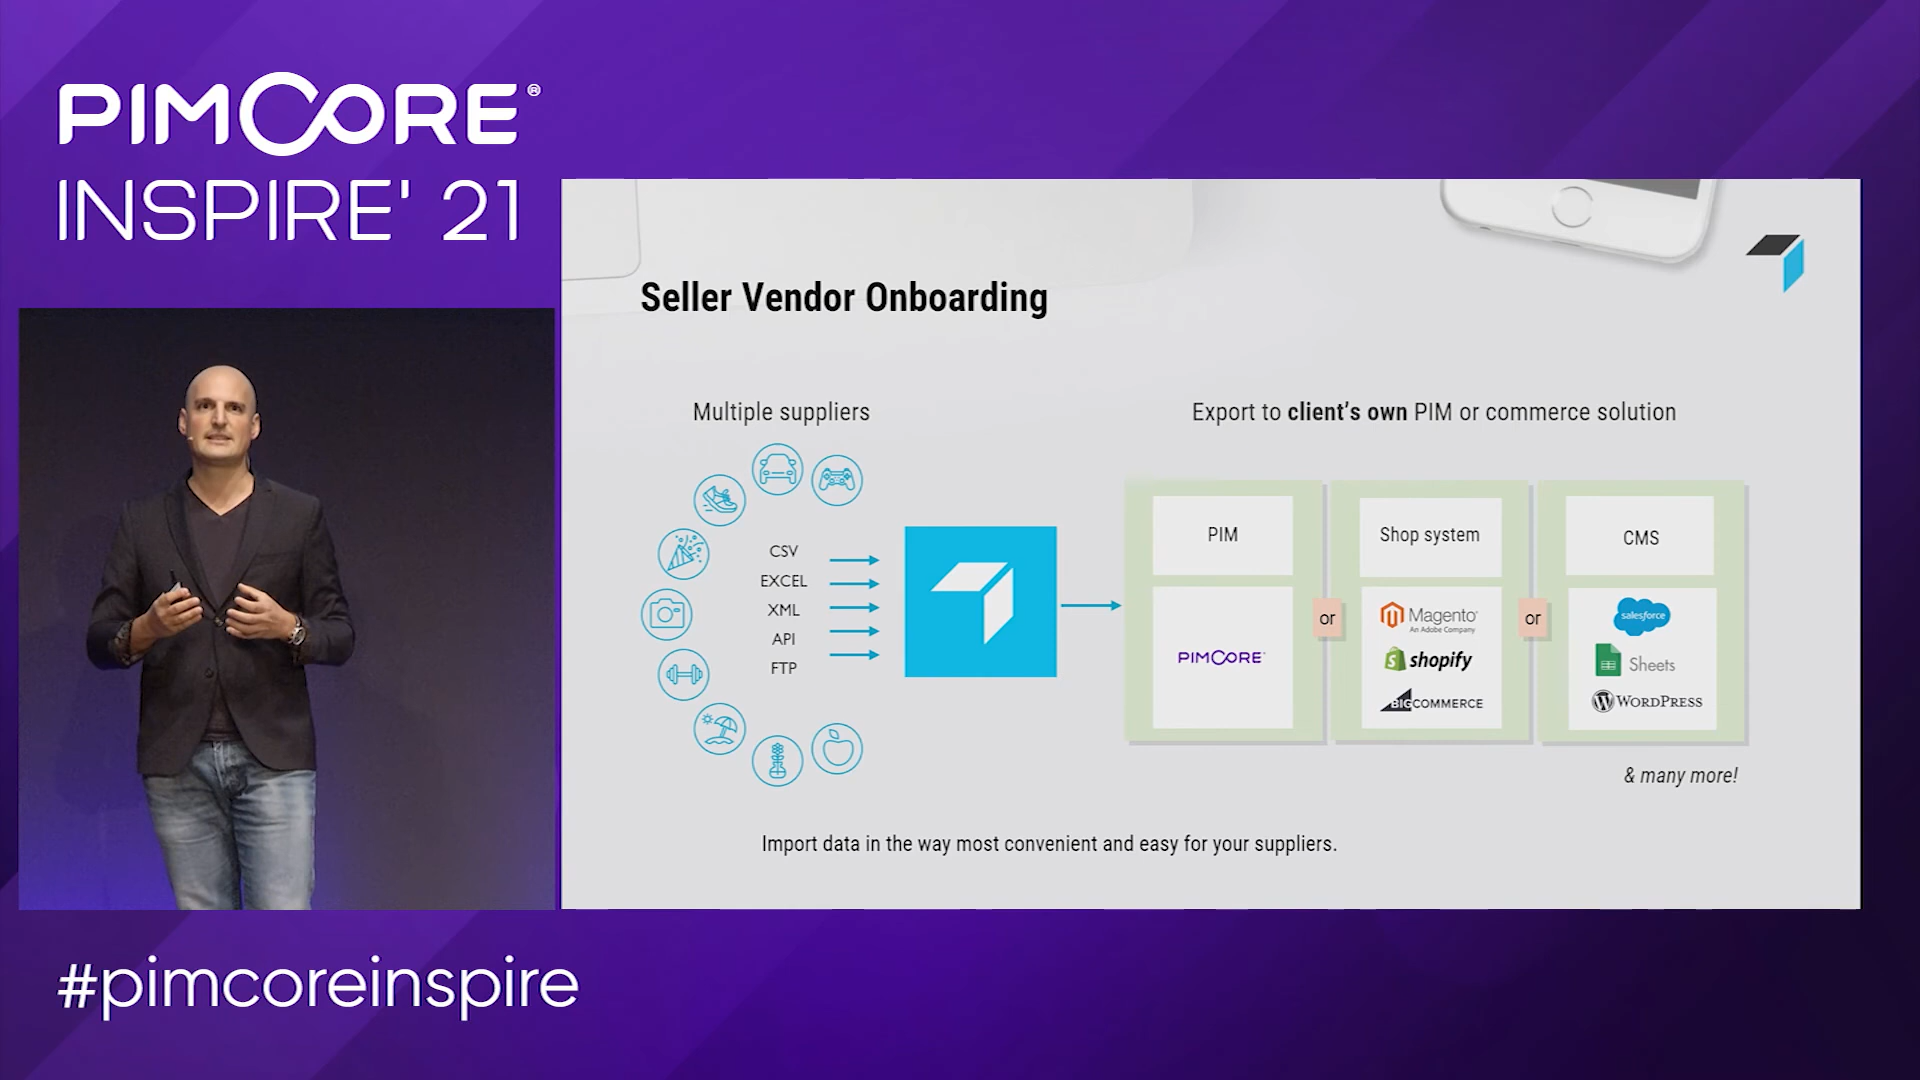 PIMCORE®
INSPIRE' 21
Seller Vendor Onboarding
Multiple suppliers
Export to client's own PIM or commerce solution
CSV
EXCEL
XML
API
FTP
PIM
PIMCORE
or
Shop system
Magento
An Adobe Company
shopify
BIGCOMMERCE
or
CMS
salesforce
Sheets
WORDPRESS
& many more!
Import data in the way most convenient and easy for your suppliers.
#pimcoreinspire